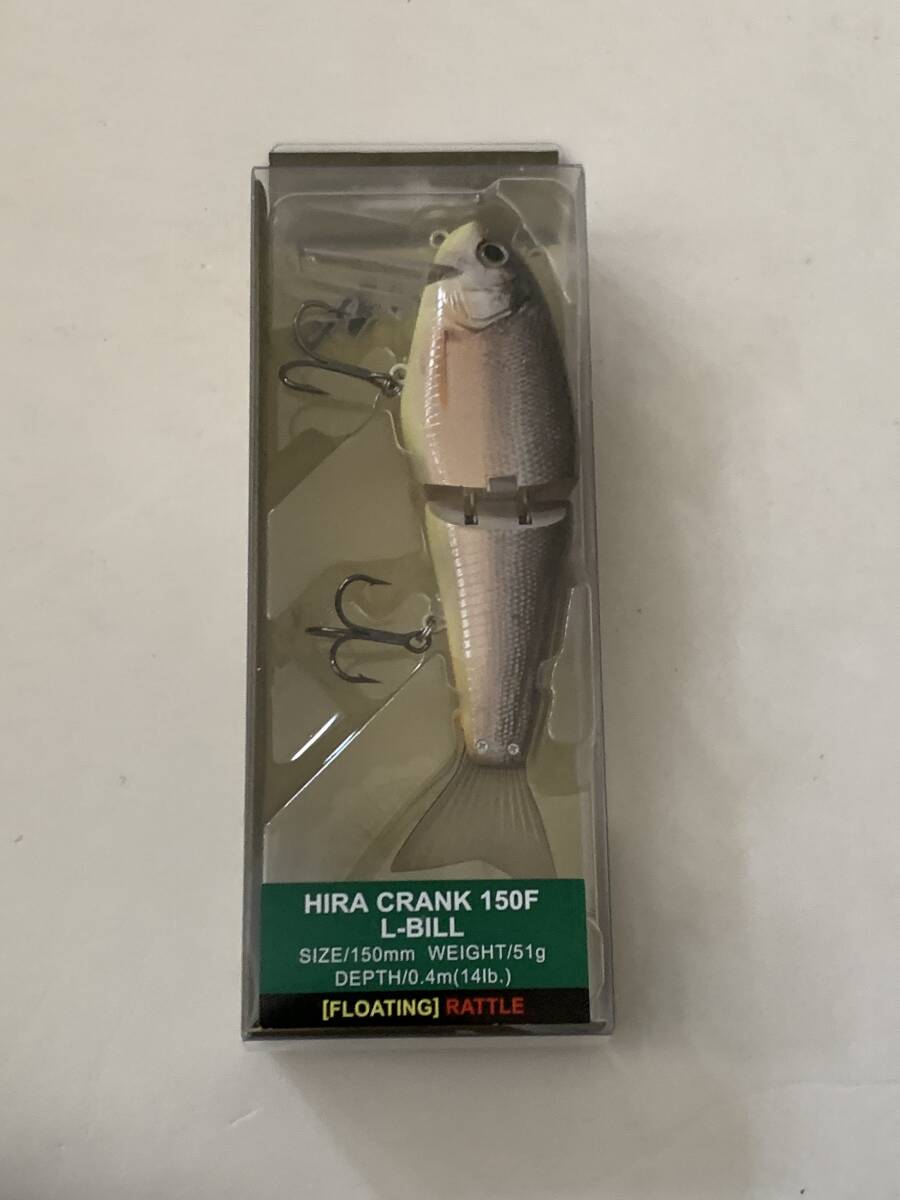 HIRA CRANK 150F
L-BILL
SIZE/150mm WEIGHT/51g
DEPTH/0.4m(14lb.)
[FLOATING] RATTLE